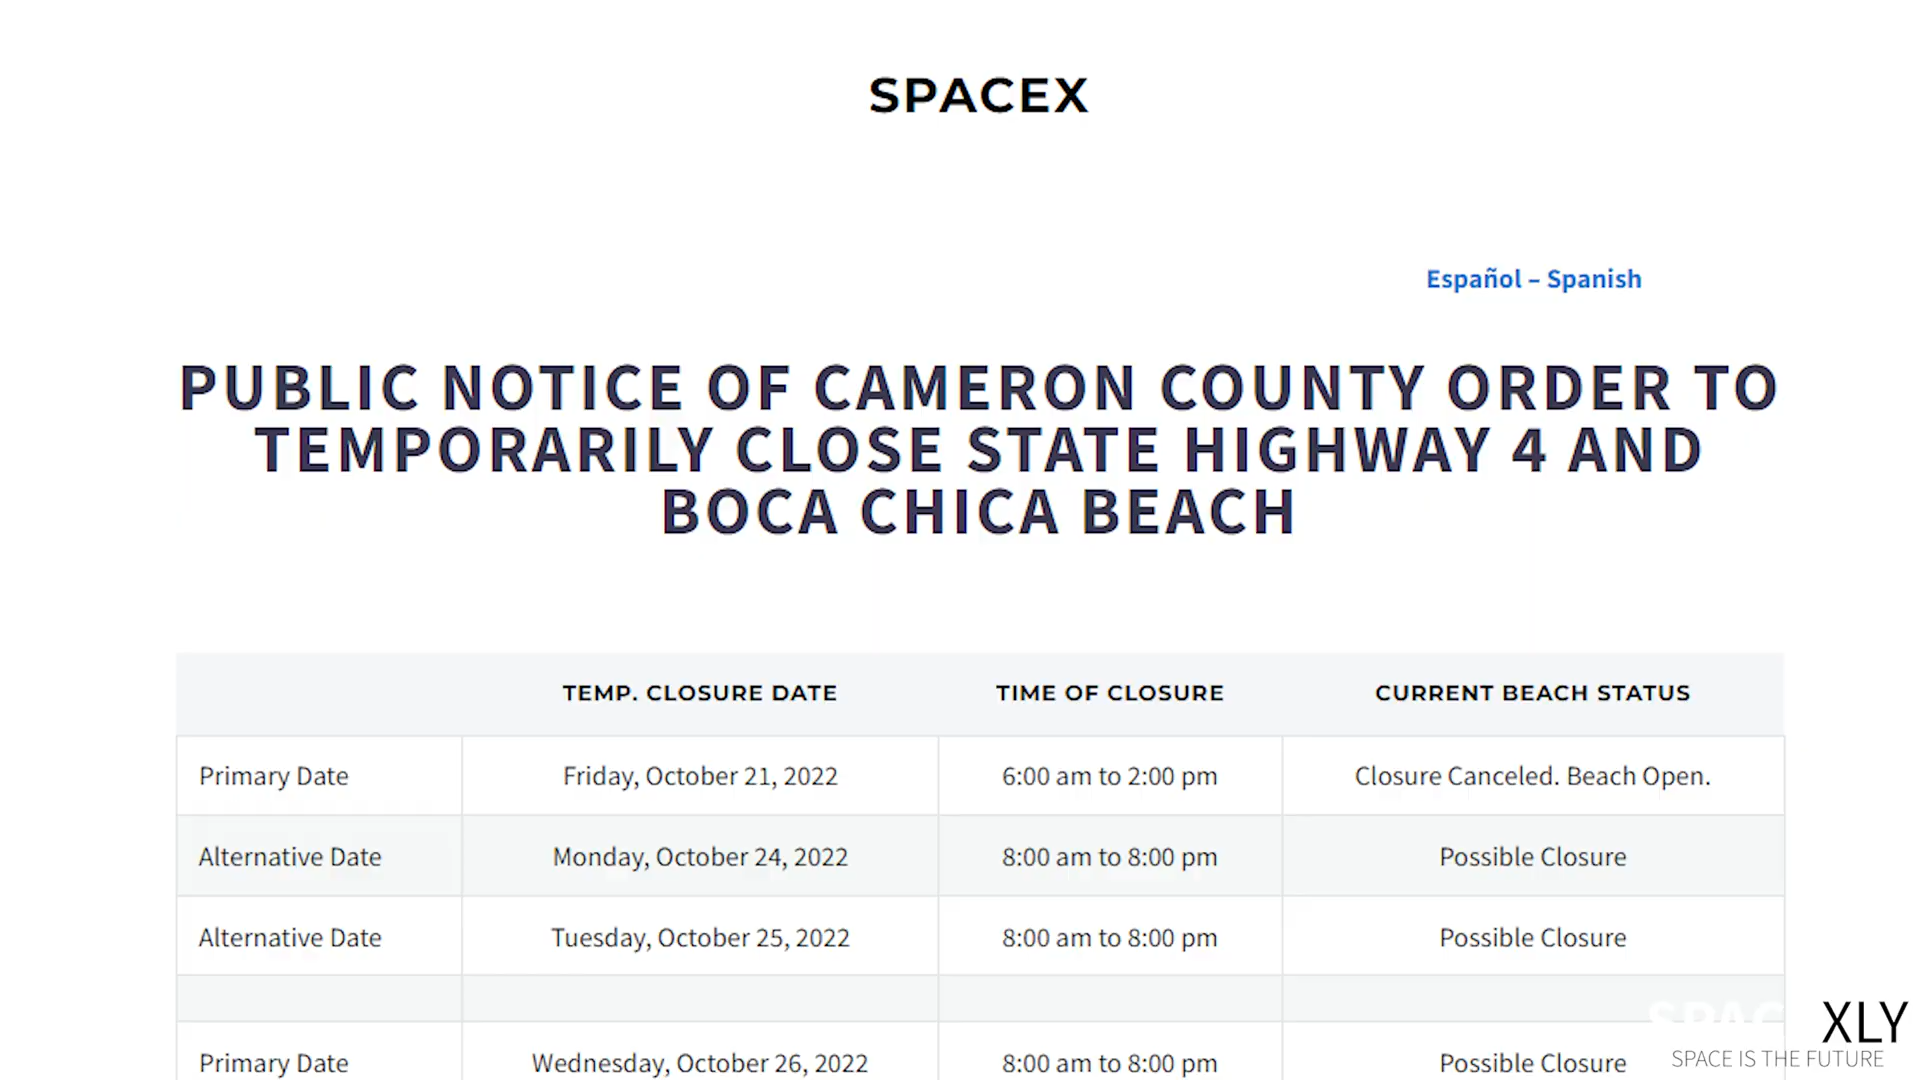 SPACEX
Español – Spanish
PUBLIC NOTICE OF CAMERON COUNTY ORDER TO
TEMPORARILY CLOSE STATE HIGHWAY 4 AND
BOCA CHICA BEACH
TEMP. CLOSURE DATE TIME OF CLOSURE CURRENT BEACH STATUS
Primary Date Friday, October 21, 2022 6:00 am to 2:00 pm Closure Canceled. Beach Open.
Alternative Date Monday, October 24, 2022 8:00 am to 8:00 pm Possible Closure
Alternative Date Tuesday, October 25, 2022 8:00 am to 8:00 pm Possible Closure
Primary Date Wednesday, October 26, 2022 8:00 am to 8:00 pm Possible Closure
SPACEXLY
SPACE IS THE FUTURE